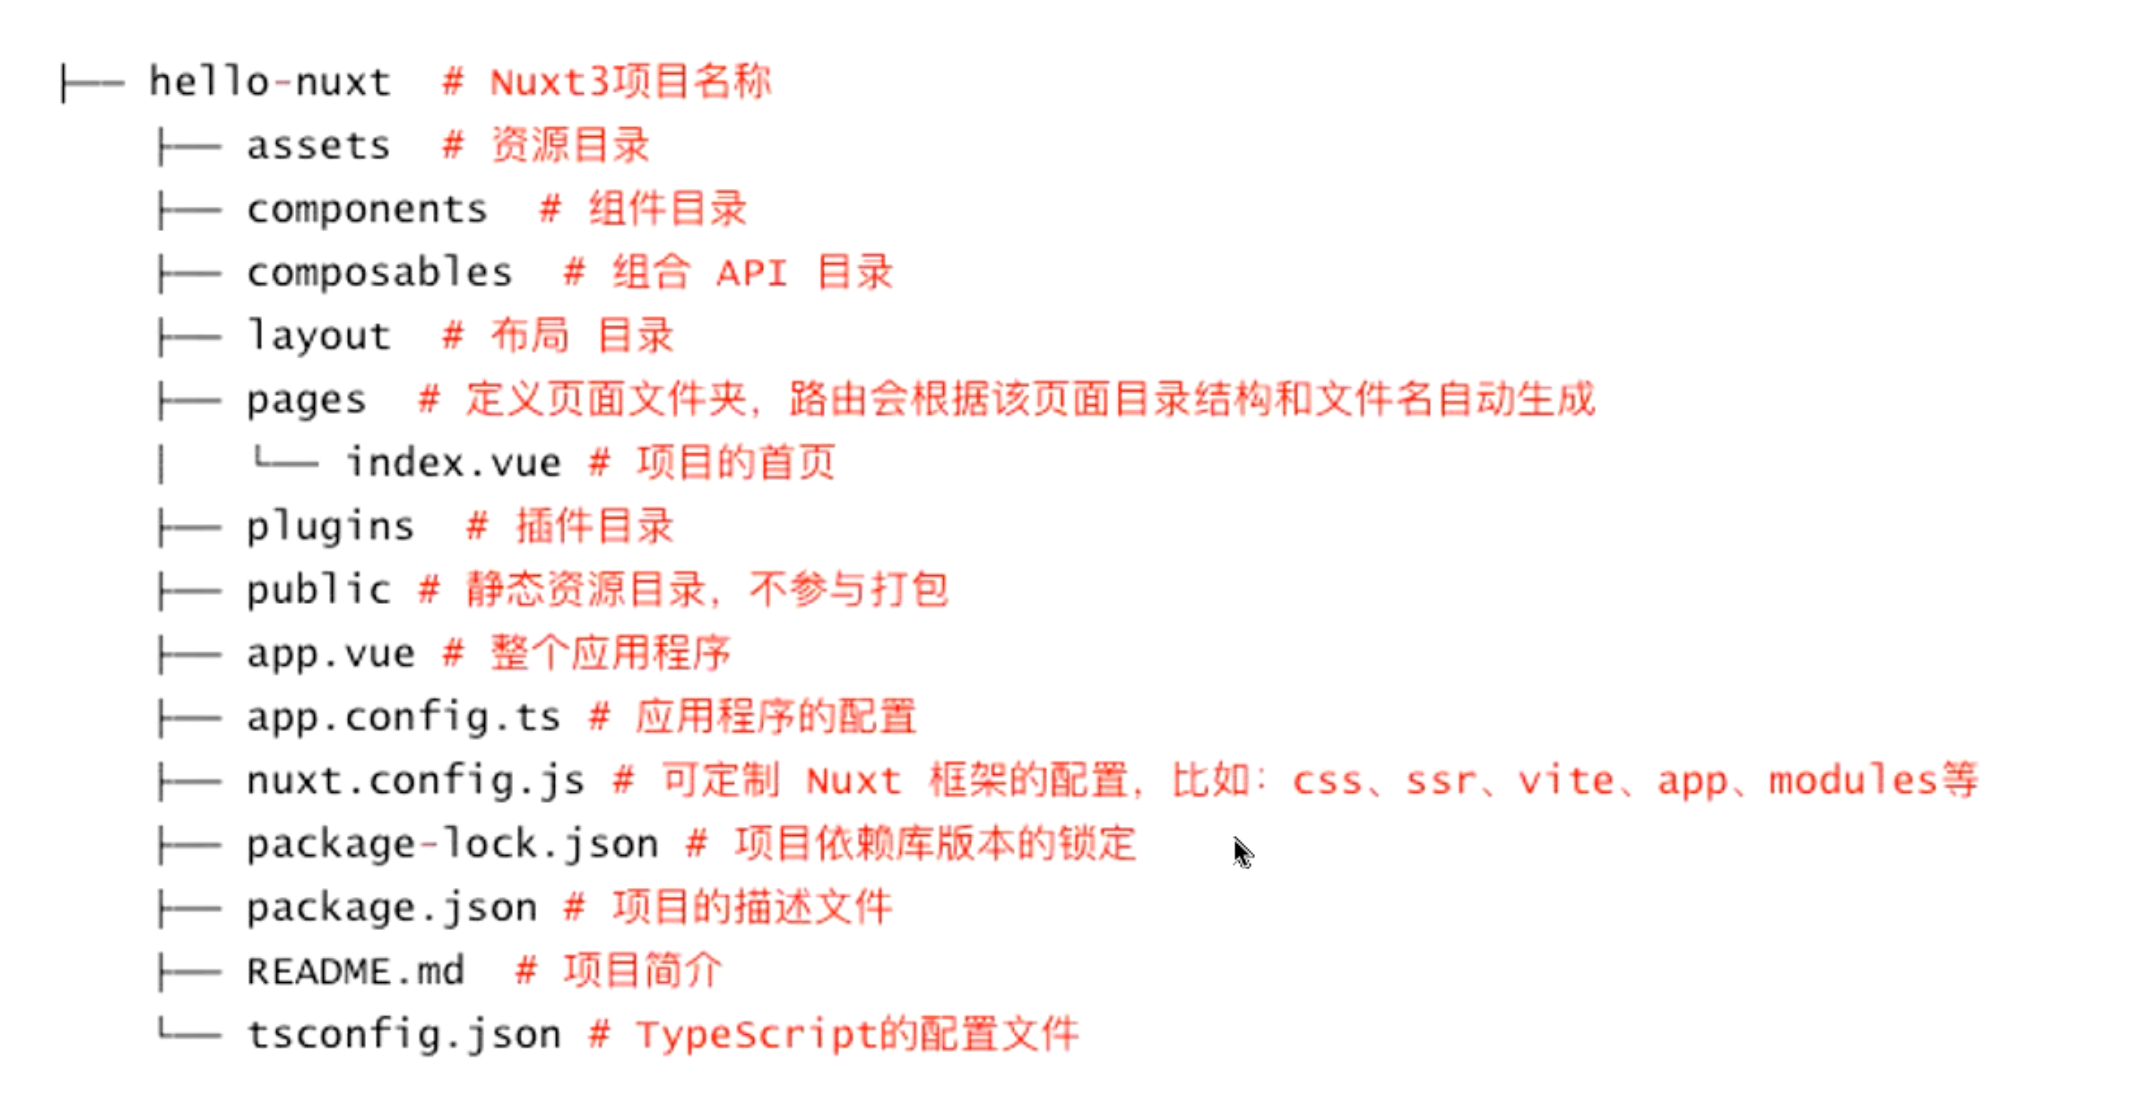 ├── hello-nuxt  # Nuxt3项目名称
    ├── assets  # 资源目录
    ├── components  # 组件目录
    ├── composables  # 组合 API 目录
    ├── layout  # 布局 目录
    ├── pages  # 定义页面文件夹，路由会根据该页面目录结构和文件名自动生成
    │   └── index.vue # 项目的首页
    ├── plugins  # 插件目录
    ├── public # 静态资源目录，不参与打包
    ├── app.vue # 整个应用程序
    ├── app.config.ts # 应用程序的配置
    ├── nuxt.config.js # 可定制 Nuxt 框架的配置，比如：css、ssr、vite、app、modules等
    ├── package-lock.json # 项目依赖库版本的锁定
    ├── package.json # 项目的描述文件
    ├── README.md  # 项目简介
    └── tsconfig.json # TypeScript的配置文件